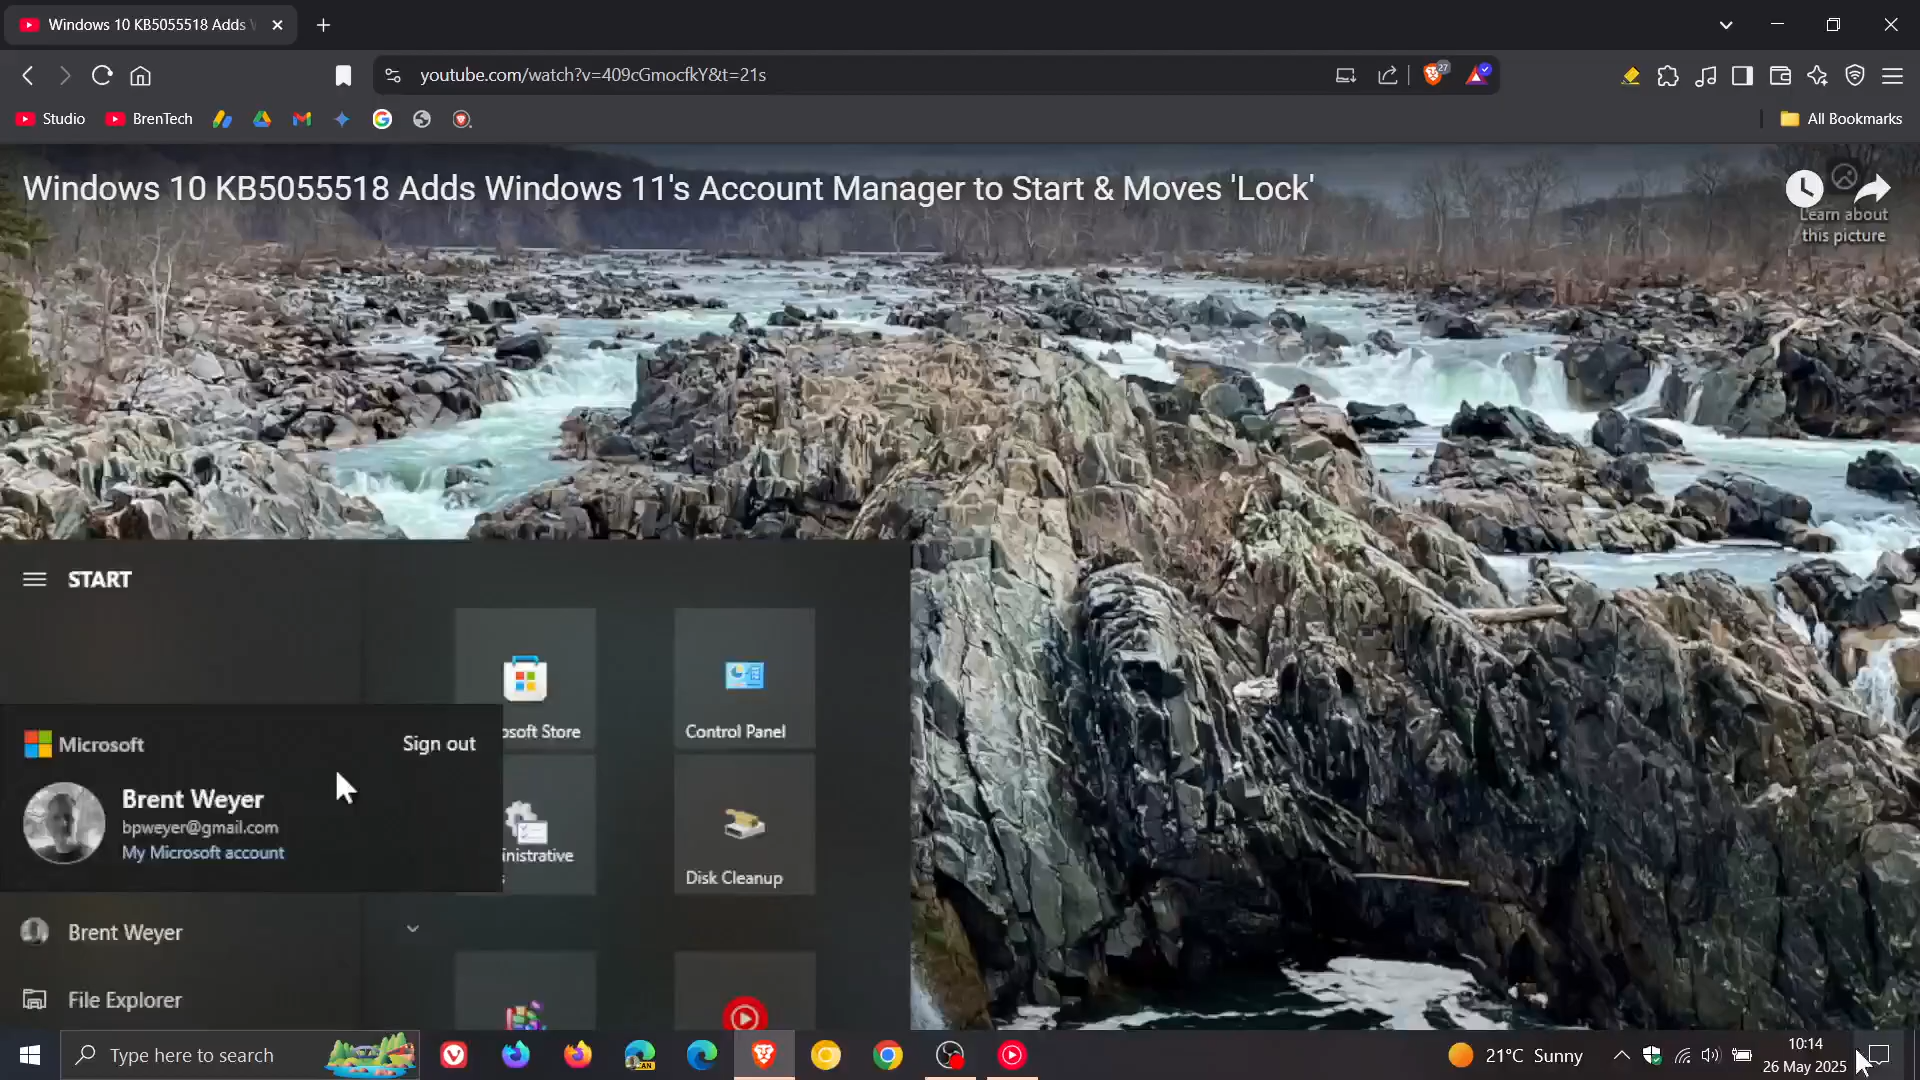 Windows 10 KB5055518 Adds
youtube.com/watch?v=409cGmocfkY&t=21s
27
Studio
BrenTech
All Bookmarks
Windows 10 KB5055518 Adds Windows 11's Account Manager to Start & Moves 'Lock'
Learn about
this picture
START
osoft Store
Control Panel
Microsoft
Sign out
Brent Weyer
bpweyer@gmail.com
My Microsoft account
inistrative
s
Disk Cleanup
Brent Weyer
File Explorer
Type here to search
CAN
21°C Sunny
10:14
26 May 2025